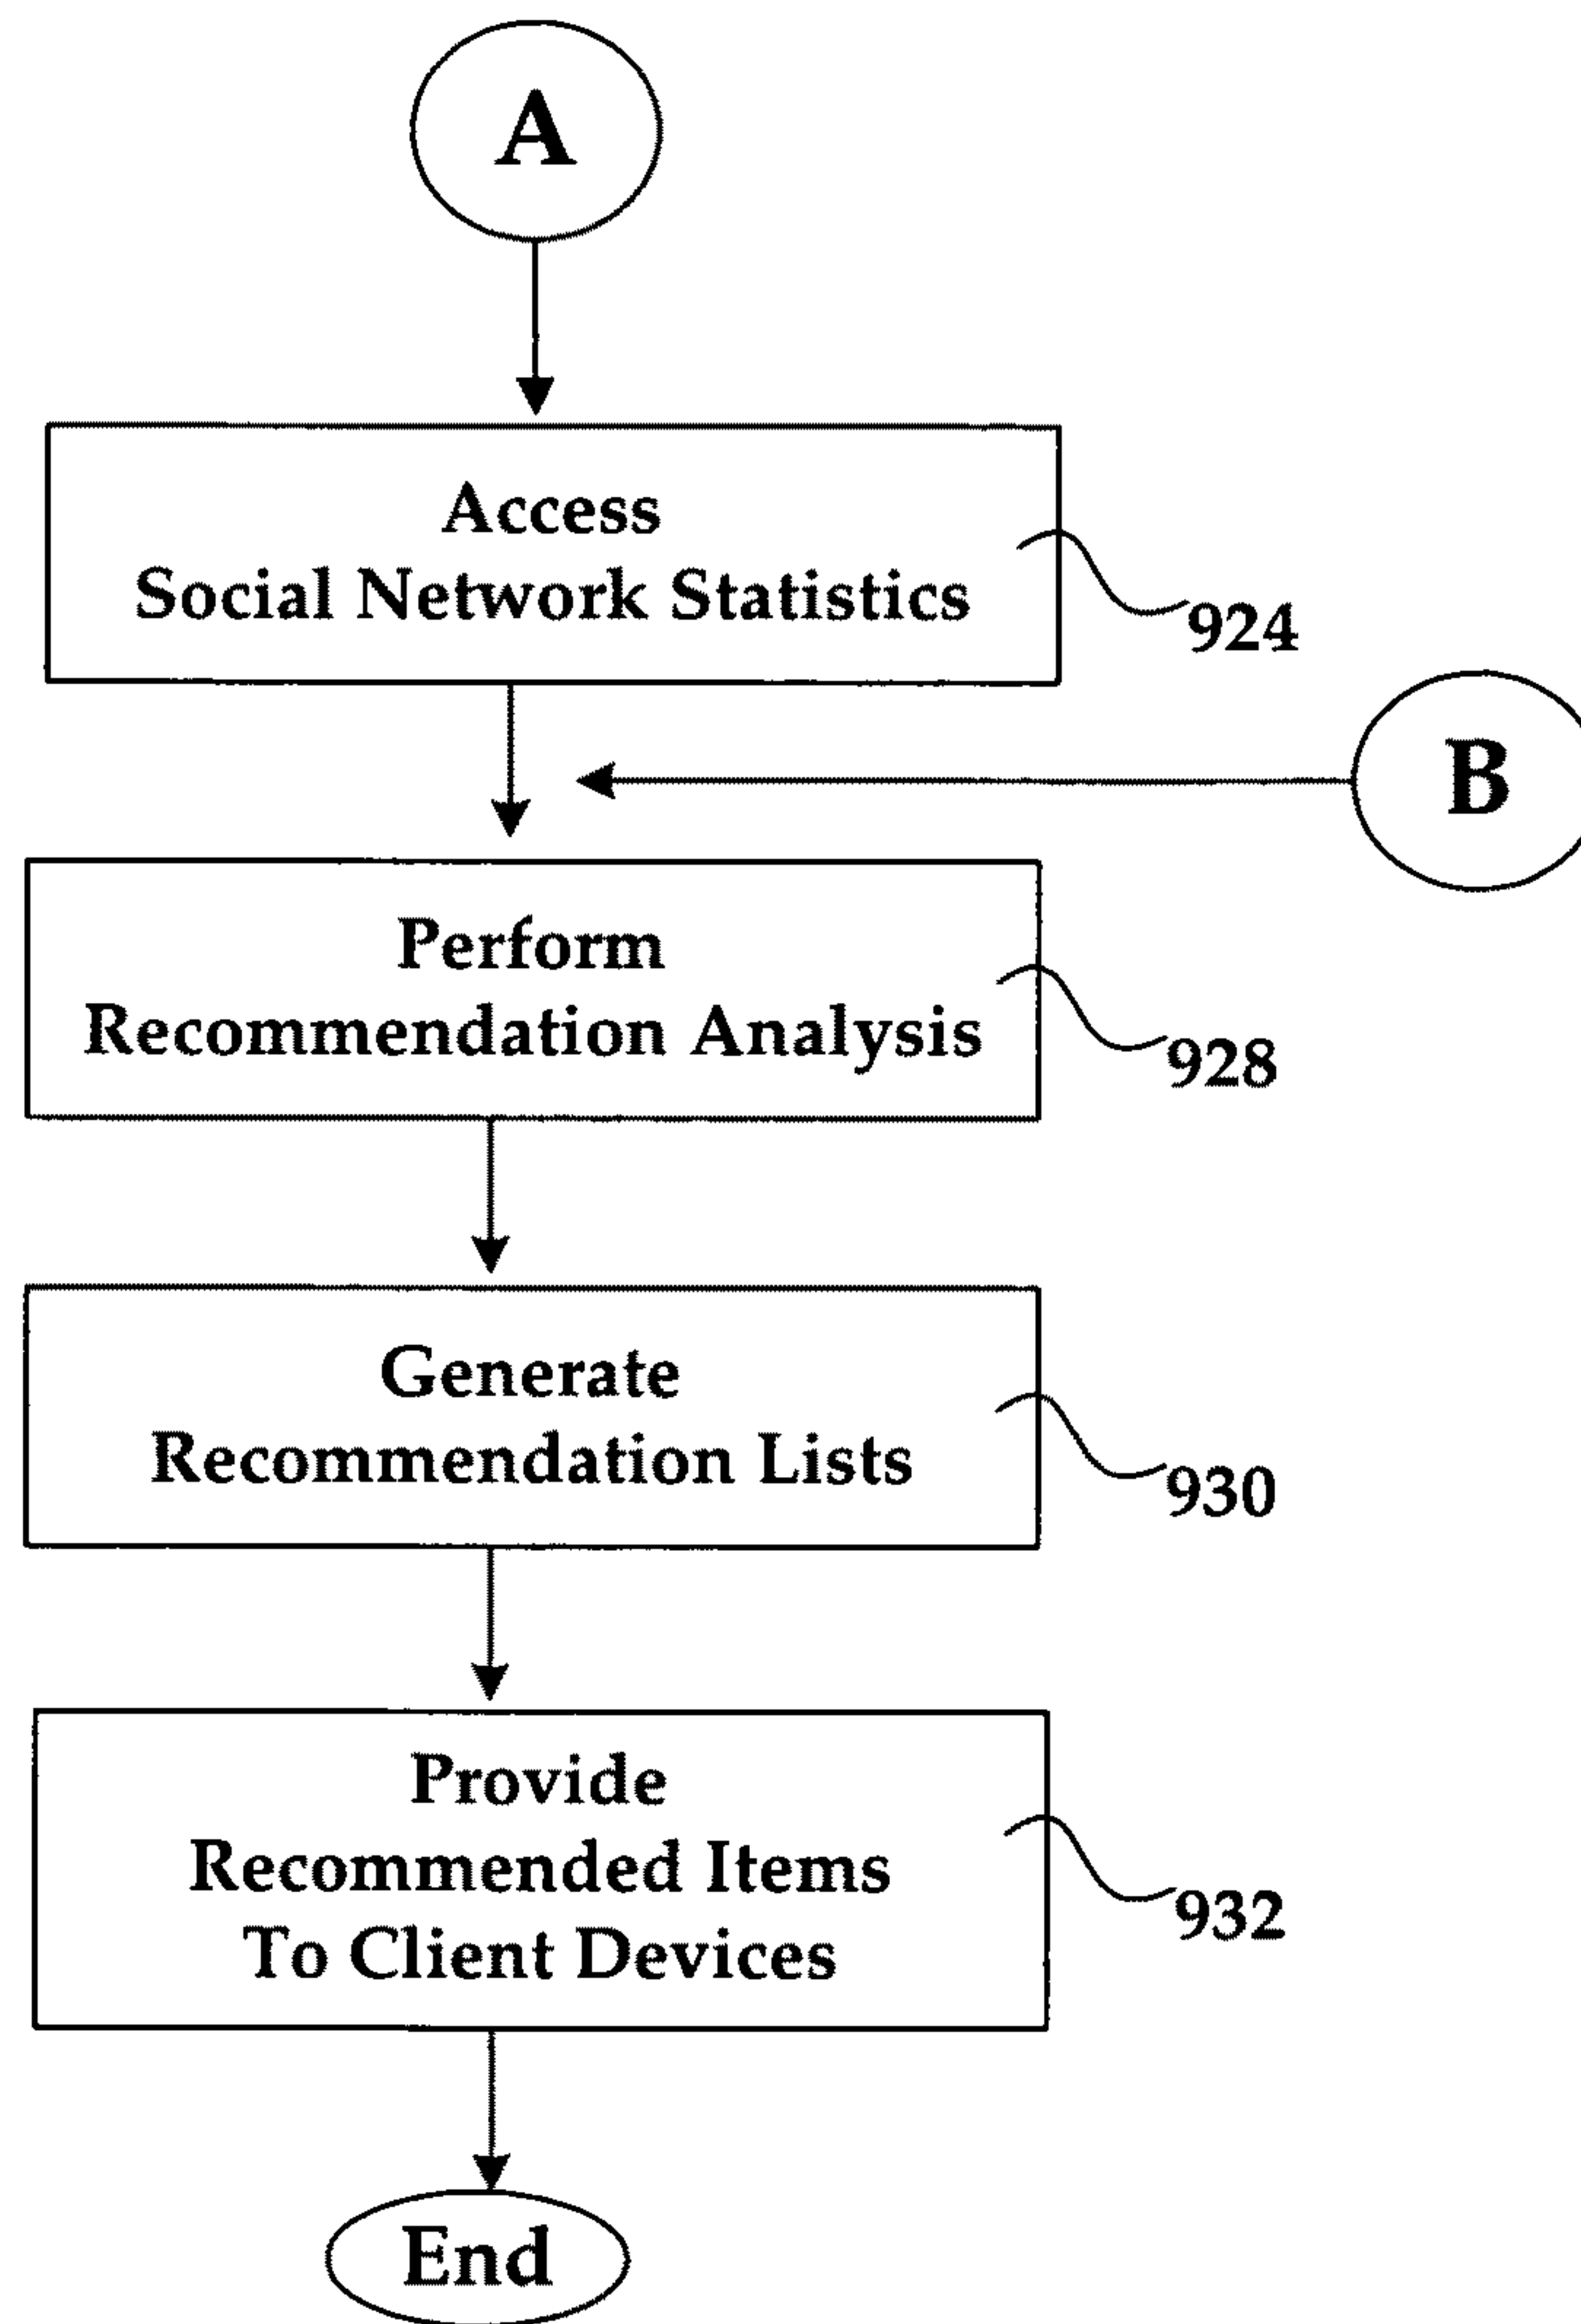 A
Access
Social Network Statistics
924
B
Perform
Recommendation Analysis
928
Generate
Recommendation Lists
930
Provide
Recommended Items
To Client Devices
932
End